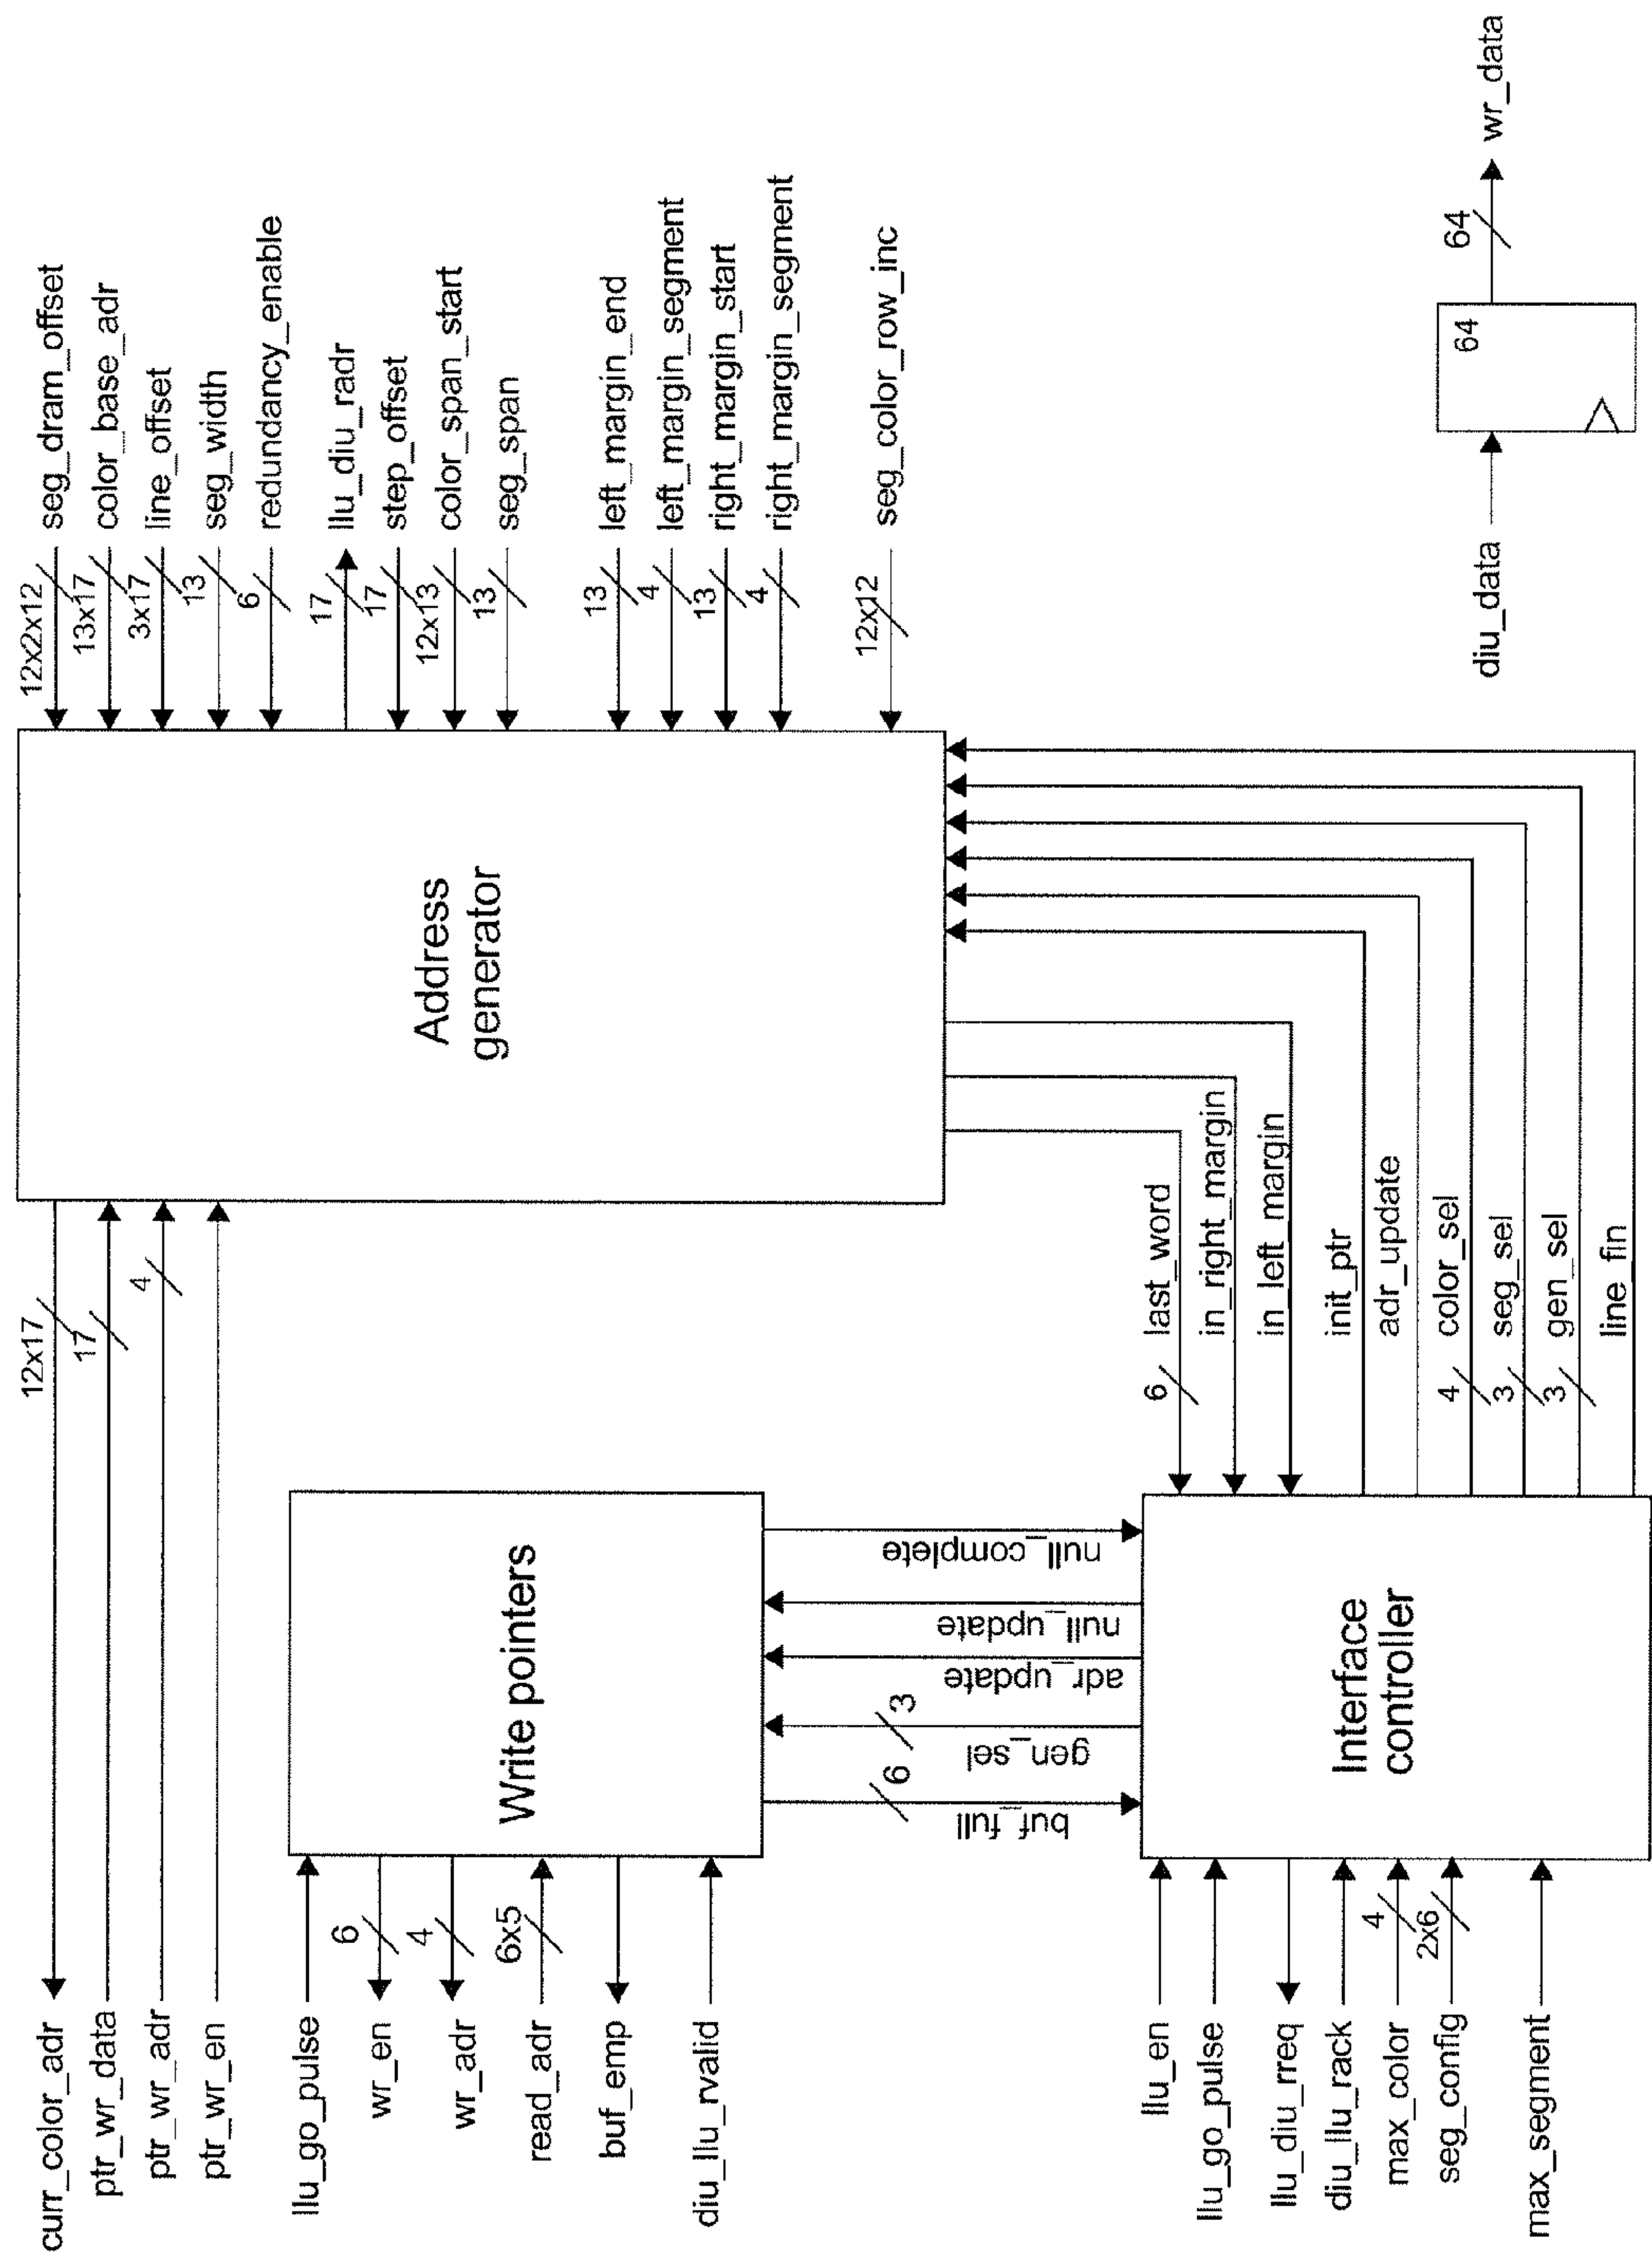 curr_color_adr
12x17
ptr_wr_data
17
ptr_wr_adr
4
ptr_wr_en
Address
generator
12x2x12
seg_dram_offset
13x17
color_base_adr
3x17
line_offset
13
seg_width
6
redundancy_enable
17
llu_diu_radr
17
step_offset
12x13
color_span_start
13
seg_span
13
left_margin_end
4
left_margin_segment
13
right_margin_start
4
right_margin_segment
12x12
seg_color_row_inc
llu_go_pulse
wr_en
6
wr_adr
4
read_adr
6x5
buf_emp
diu_llu_rvalid
Write pointers
buf_full
6
gen_sel
3
adr_update
null_update
null_complete
6
last_word
in_right_margin
in_left_margin
init_ptr
adr_update
4
color_sel
3
seg_sel
3
gen_sel
line_fin
llu_en
llu_go_pulse
llu_diu_rreq
diu_llu_rack
max_color
4
seg_config
2x6
max_segment
Interface
controller
diu_data
64
64
wr_data